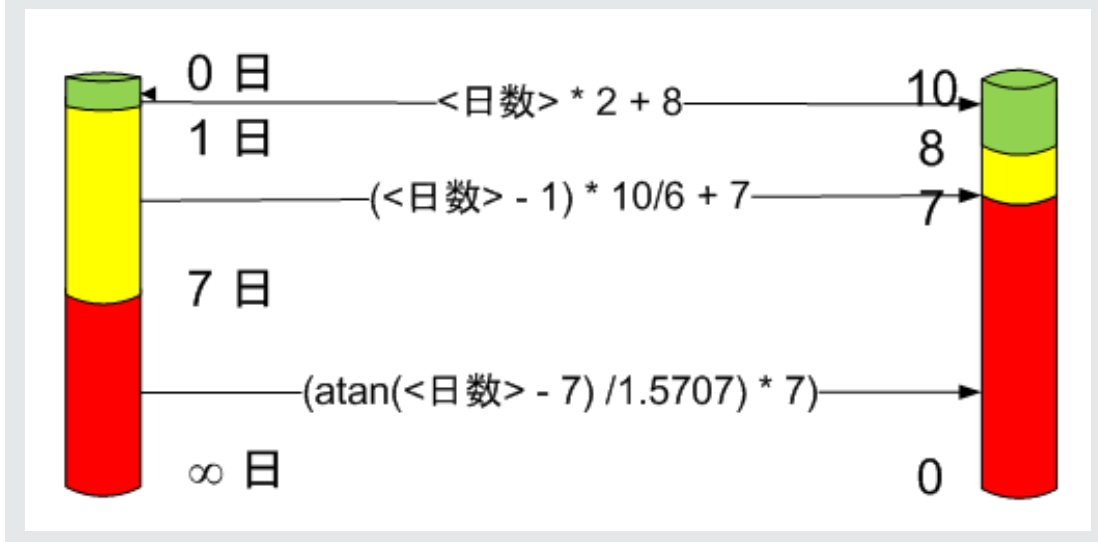 0 日
10
<日数> * 2 + 8
1 日
8
(<日数> - 1) * 10/6 + 7
7
7 日
(atan(<日数> - 7) /1.5707) * 7)
∞ 日
0